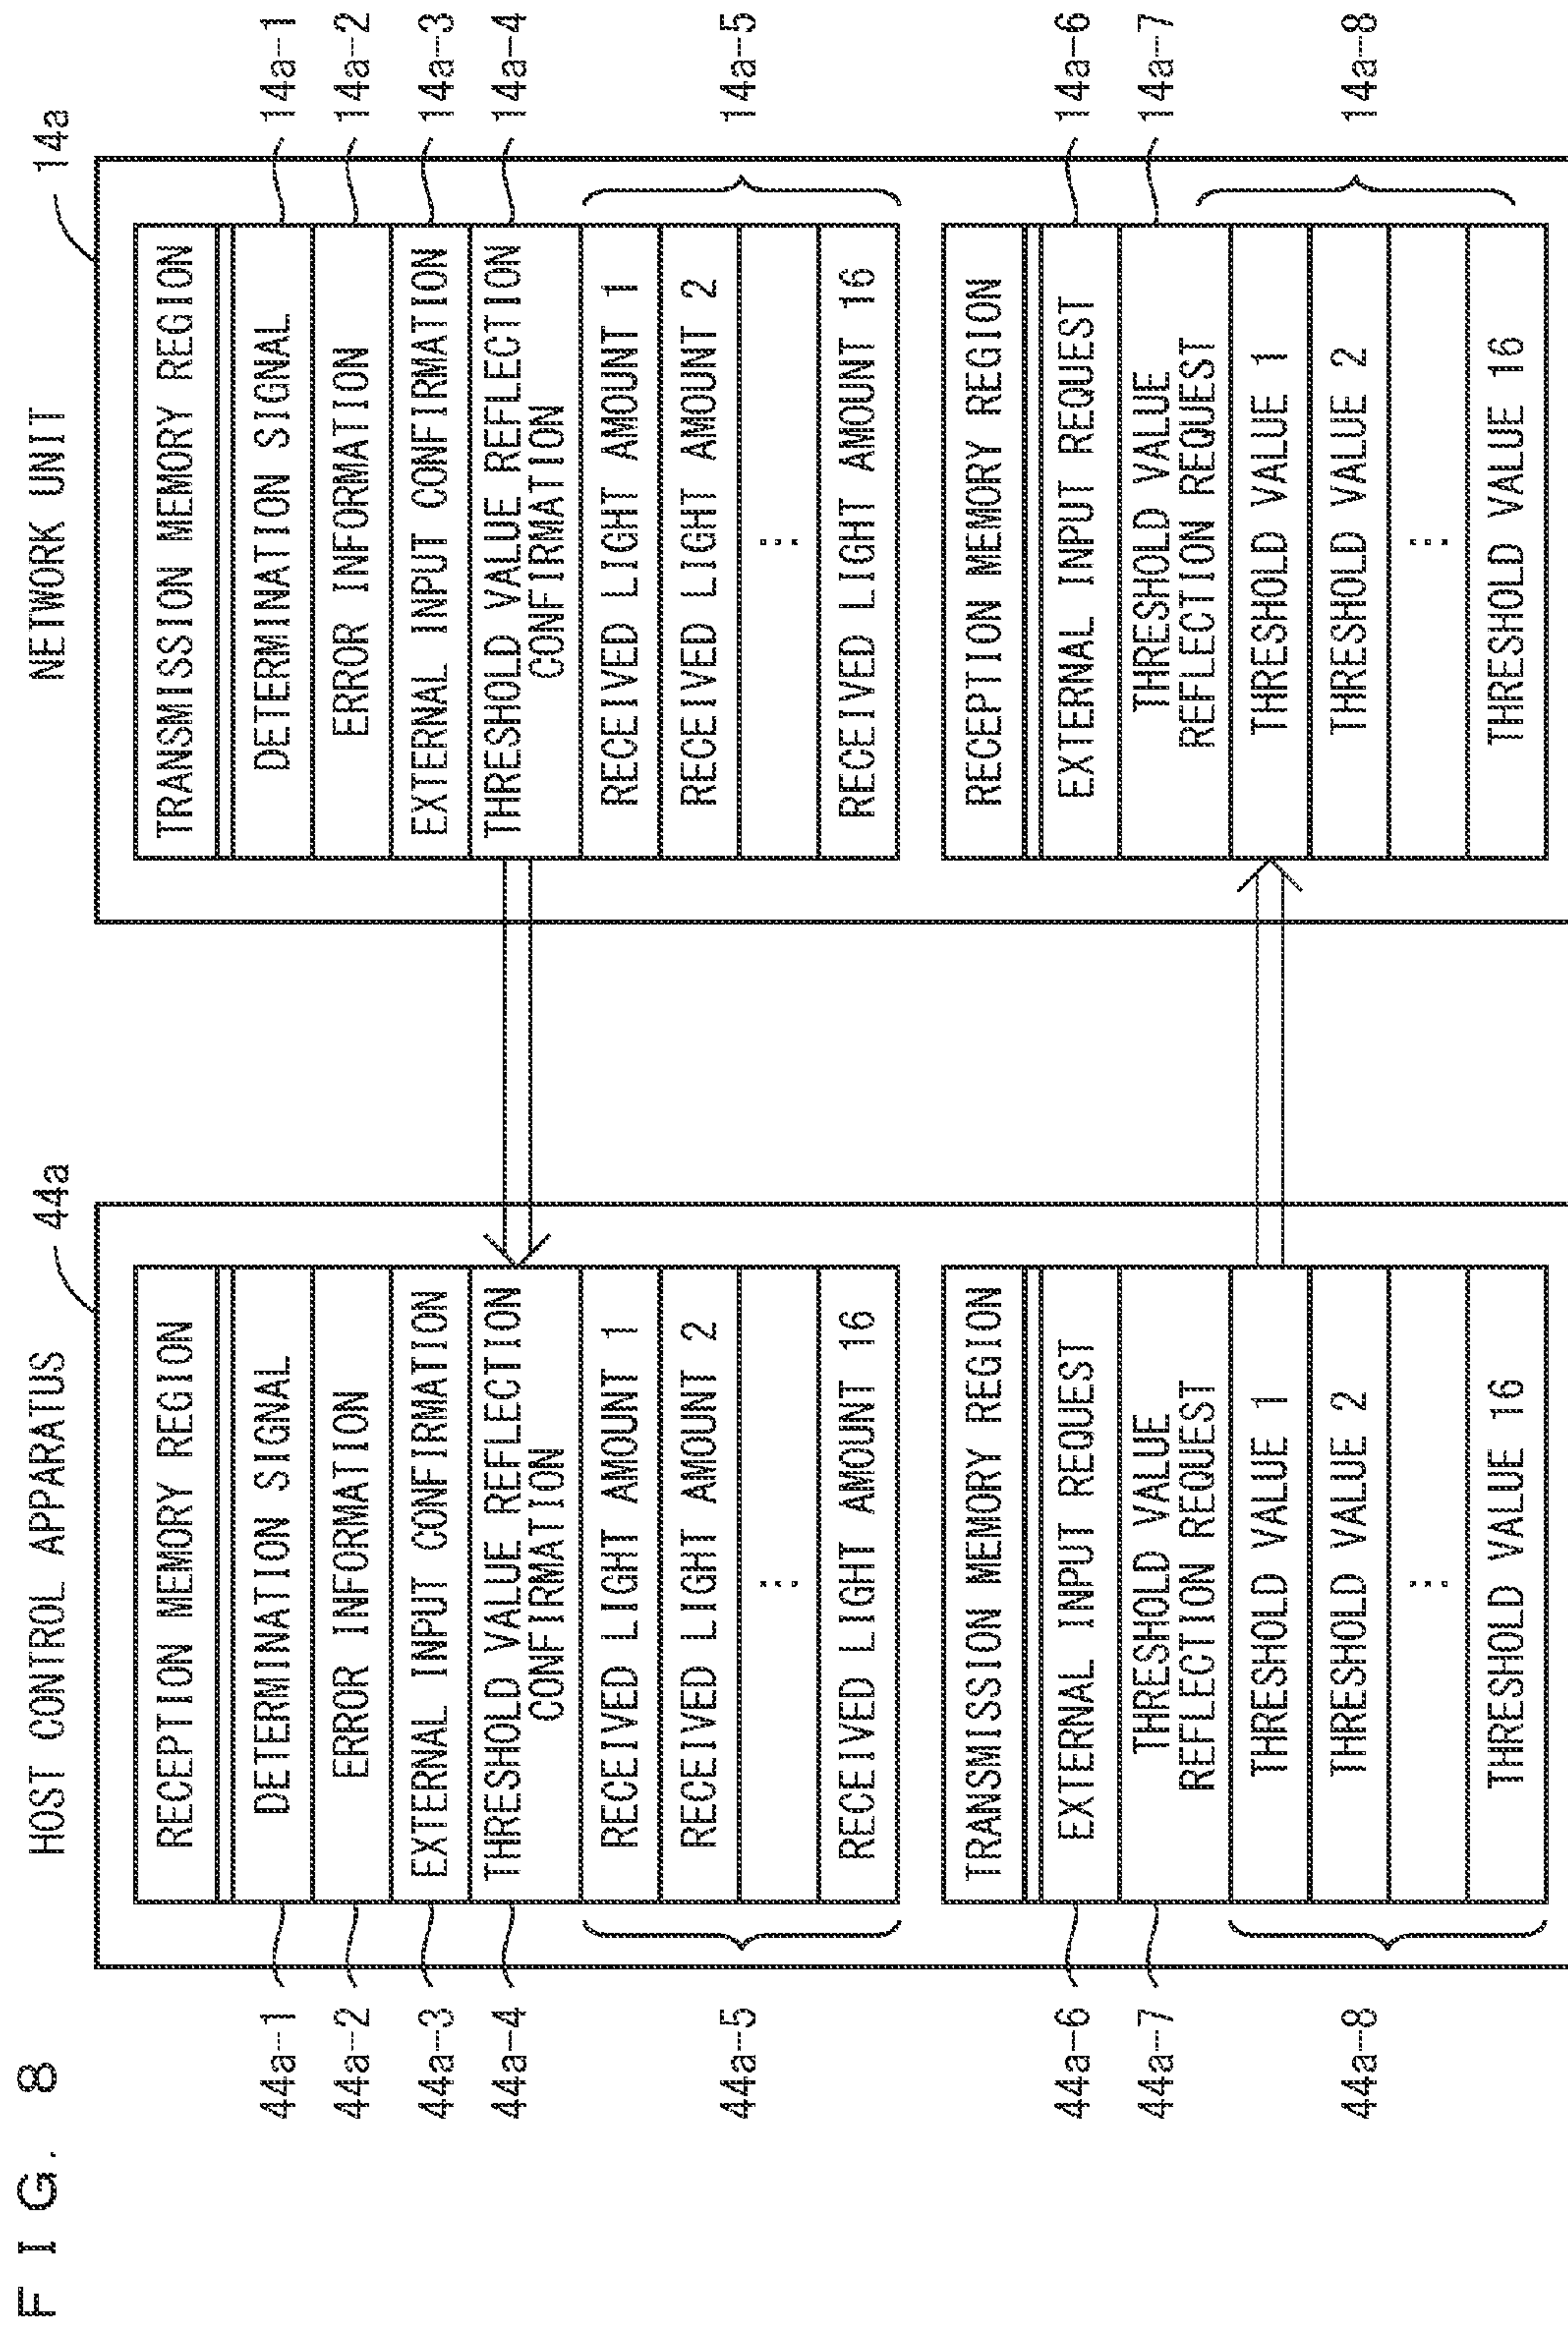 FIG. 8
HOST CONTROL APPARATUS
44a
RECEPTION MEMORY REGION
44a-1
DETERMINATION SIGNAL
44a-2
ERROR INFORMATION
44a-3
EXTERNAL INPUT CONFIRMATION
44a-4
THRESHOLD VALUE REFLECTION
CONFIRMATION
RECEIVED LIGHT AMOUNT 1
RECEIVED LIGHT AMOUNT 2
44a-5
...
RECEIVED LIGHT AMOUNT 16
TRANSMISSION MEMORY REGION
44a-6
EXTERNAL INPUT REQUEST
44a-7
THRESHOLD VALUE
REFLECTION REQUEST
THRESHOLD VALUE 1
THRESHOLD VALUE 2
44a-8
...
THRESHOLD VALUE 16
NETWORK UNIT
14a
TRANSMISSION MEMORY REGION
DETERMINATION SIGNAL
14a-1
ERROR INFORMATION
14a-2
EXTERNAL INPUT CONFIRMATION
14a-3
THRESHOLD VALUE REFLECTION
CONFIRMATION
14a-4
RECEIVED LIGHT AMOUNT 1
RECEIVED LIGHT AMOUNT 2
...
14a-5
RECEIVED LIGHT AMOUNT 16
RECEPTION MEMORY REGION
EXTERNAL INPUT REQUEST
14a-6
THRESHOLD VALUE
REFLECTION REQUEST
14a-7
THRESHOLD VALUE 1
THRESHOLD VALUE 2
14a-8
...
THRESHOLD VALUE 16